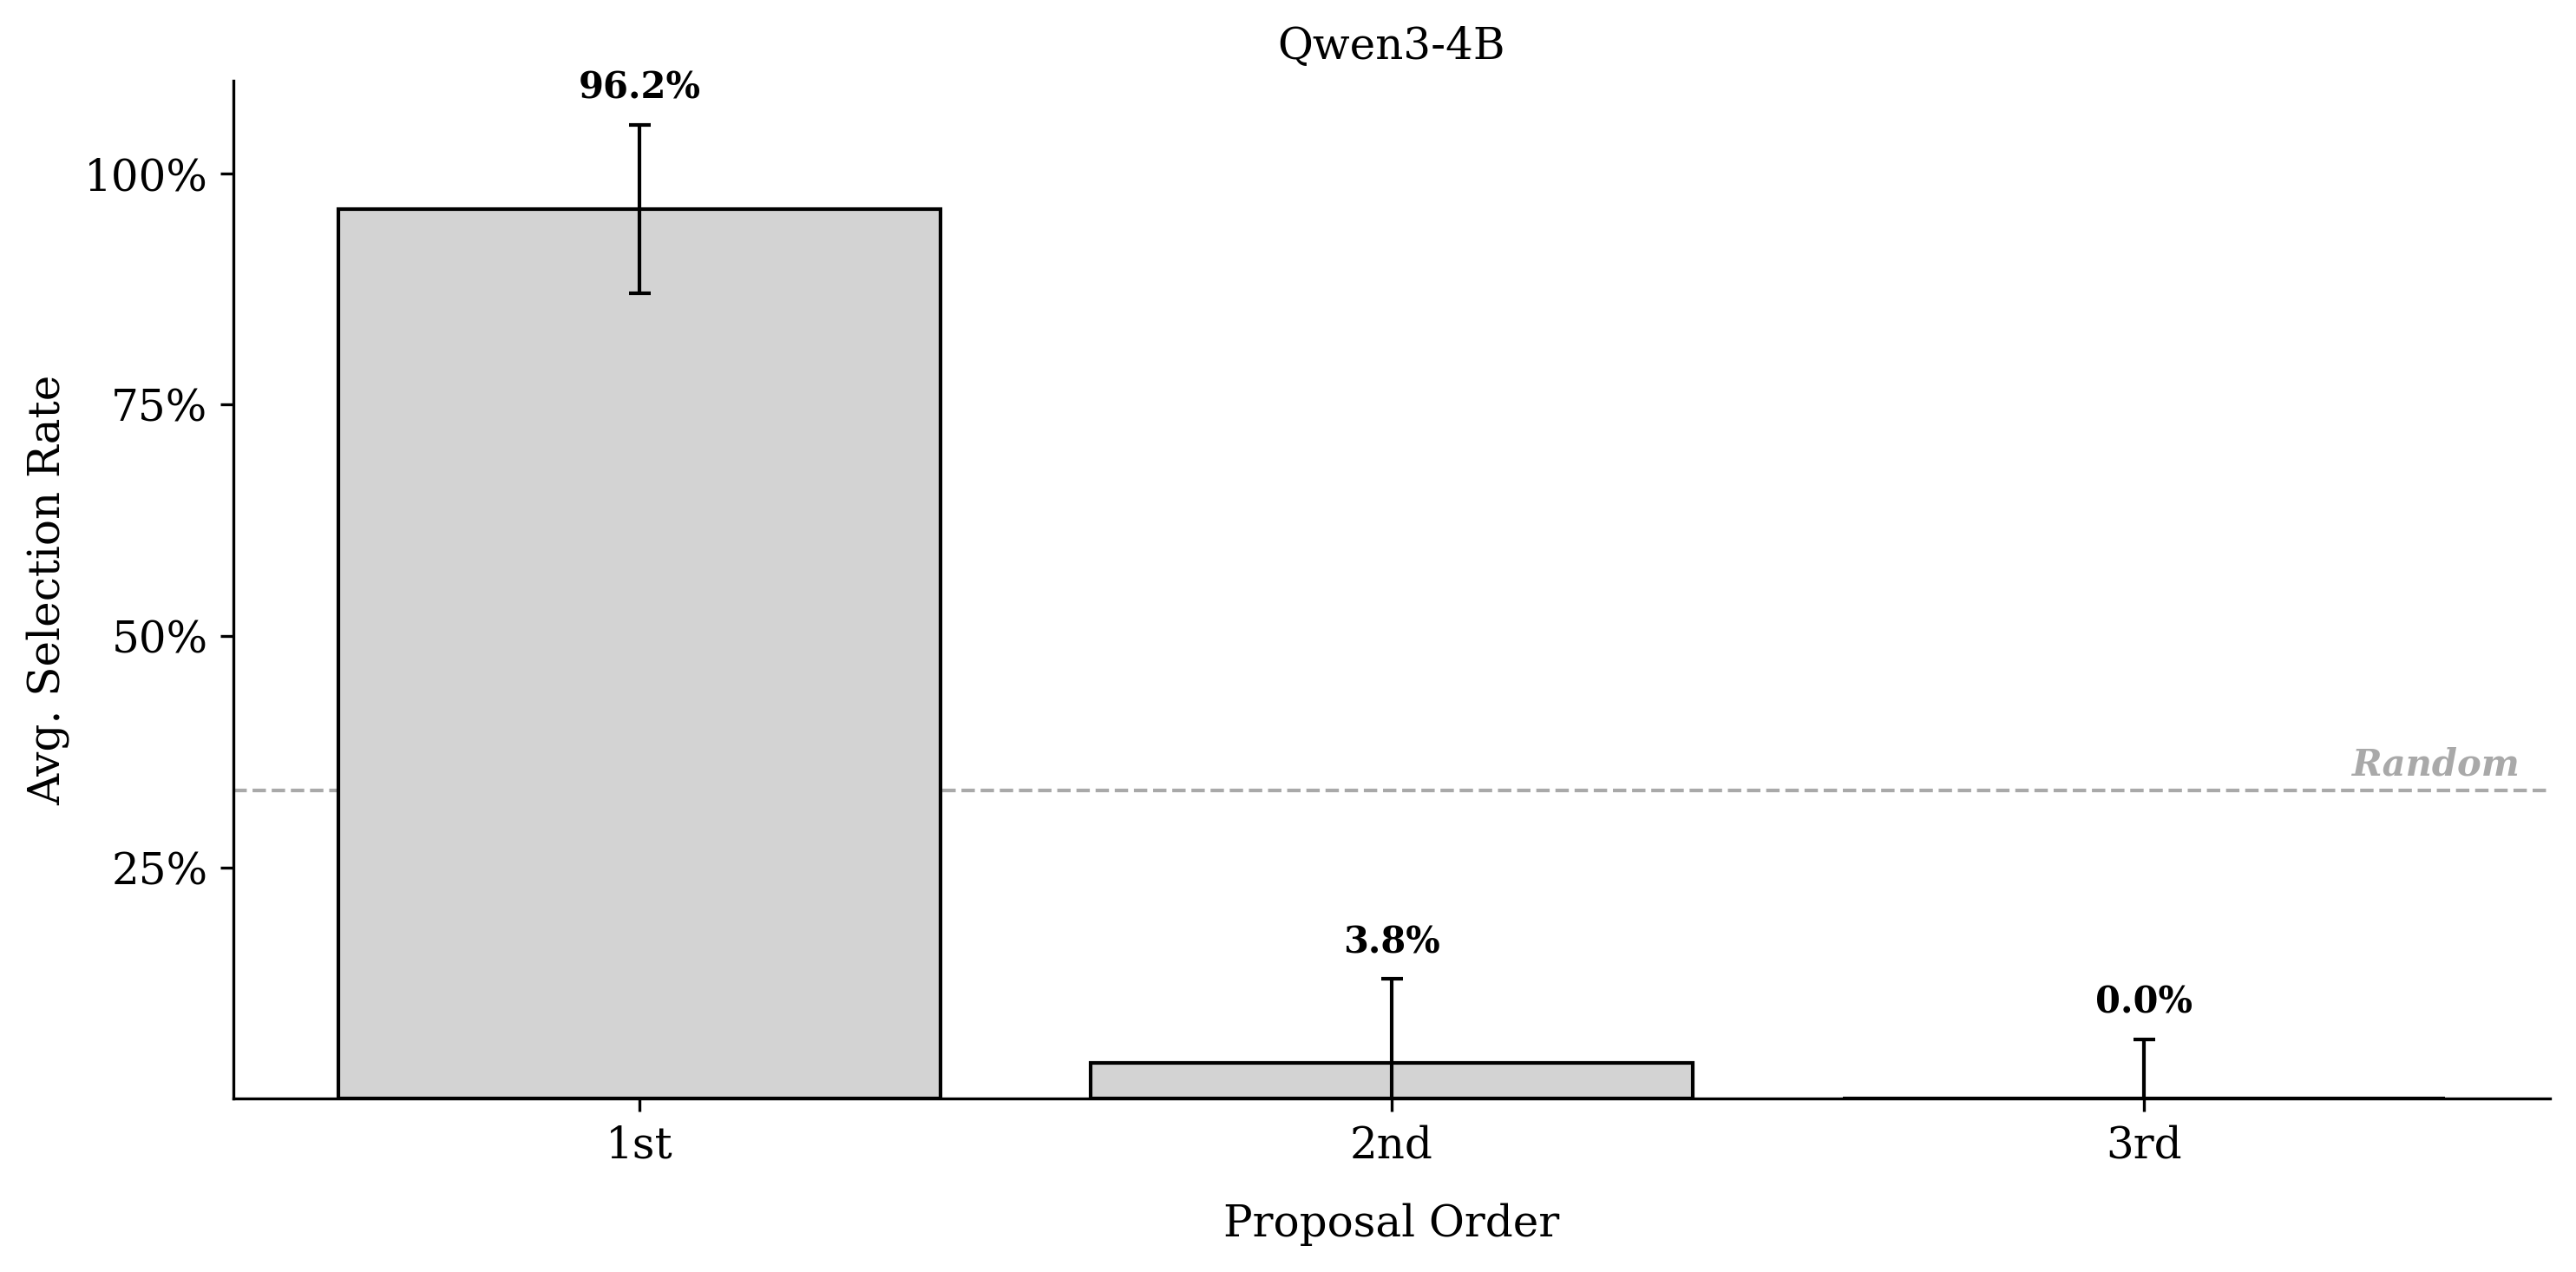 Qwen3-4B
96.2%
100%
75%
50%
25%
Avg. Selection Rate
Random
3.8%
0.0%
1st
2nd
3rd
Proposal Order